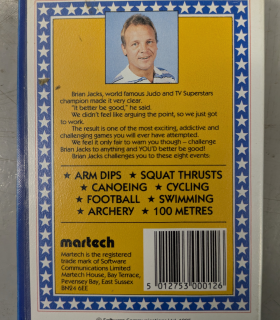 Brian Jacks, world famous Judo and TV Superstars
champion made it very clear.
"It better be good," he said.
We didn't feel like arguing the point, so we just got
to work.
The result is one of the most exciting, addictive and
challenging games you will ever have attempted.
We feel it only fair to warn you though – challenge
Brian Jacks to anything and YOU'D better be good!
Brian Jacks challenges you to these eight events:
★ ARM DIPS ★ SQUAT THRUSTS
★ CANOEING ★ CYCLING
★ FOOTBALL ★ SWIMMING
★ ARCHERY ★ 100 METRES
martech
Martech is the registered
trade mark of Software
Communications Limited
Martech House, Bay Terrace,
Pevensey Bay, East Sussex
BN24 6EE
5 012753 000126